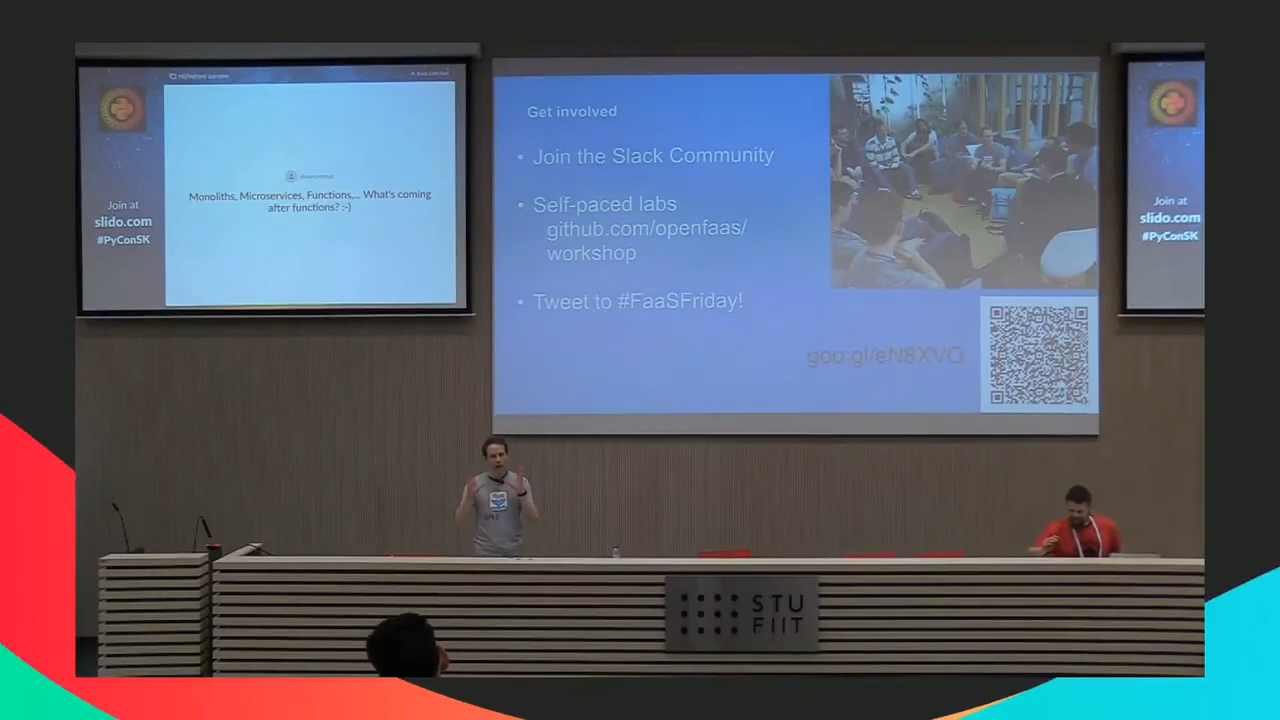 Join at
slido.com
#PyConSK
Anonymous
Monoliths, Microservices, Functions,... What's coming
after functions? :-)
Get involved
• Join the Slack Community
• Self-paced labs
github.com/openfaas/
workshop
• Tweet to #FaaSFriday!
goo.gl/eN8XVQ
Join at
slido.com
#PyConSK
STU
FIIT